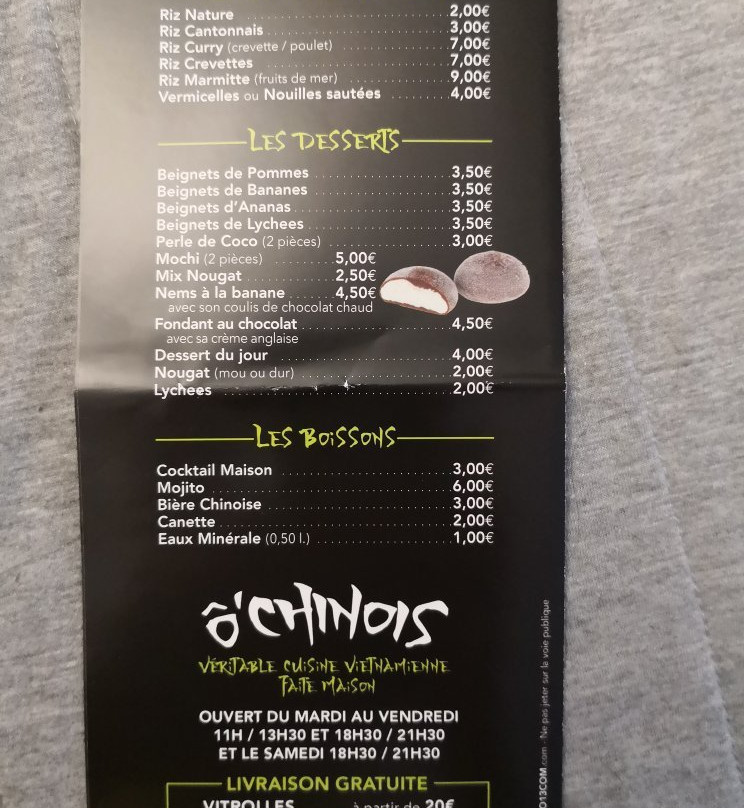 Riz Nature 2,00€
Riz Cantonnais 3,00€
Riz Curry (crevette / poulet) 7,00€
Riz Crevettes 7,00€
Riz Marmitte (fruits de mer) 9,00€
Vermicelles ou Nouilles sautées 4,00€
LES DESSERTS
Beignets de Pommes 3,50€
Beignets de Bananes 3,50€
Beignets d'Ananas 3,50€
Beignets de Lychees 3,50€
Perle de Coco (2 pièces) 3,00€
Mochi (2 pièces) 5,00€
Mix Nougat 2,50€
Nems à la banane 4,50€
avec son coulis de chocolat chaud
Fondant au chocolat 4,50€
avec sa crème anglaise
Dessert du jour 4,00€
Nougat (mou ou dur) 2,00€
Lychees 2,00€
LES BOISSONS
Cocktail Maison 3,00€
Mojito 6,00€
Bière Chinoise 3,00€
Canette 2,00€
Eaux Minérale (0,50 l.) 1,00€
ô'CHINOIS
VÉRITABLE CUISINE VIETNAMIENNE
FAITE MAISON
OUVERT DU MARDI AU VENDREDI
11H / 13H30 ET 18H30 / 21H30
ET LE SAMEDI 18H30 / 21H30
LIVRAISON GRATUITE
VITROLLES à partir de 20€
O13COM.com - Ne pas jeter sur la voie publique